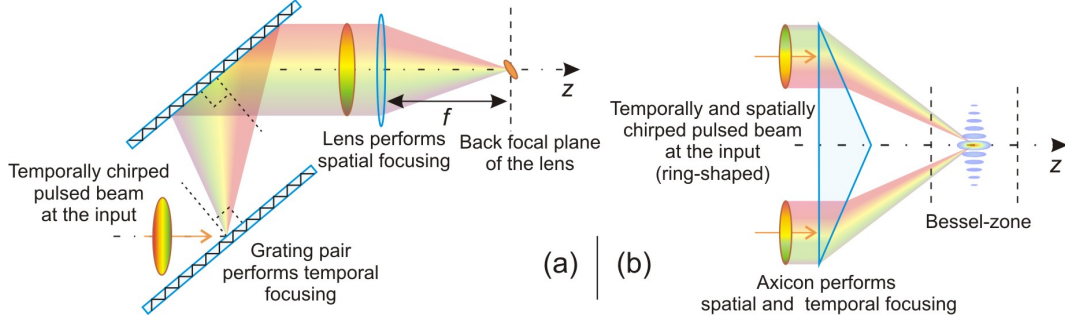 Temporally chirped
pulsed beam
at the input
Grating pair
performs temporal
focusing
Lens performs
spatial focusing
f
Back focal plane
of the lens
z
(a)
(b)
Temporally and spatially
chirped pulsed beam
at the input
(ring-shaped)
Axicon performs
spatial and temporal focusing
Bessel-zone
z